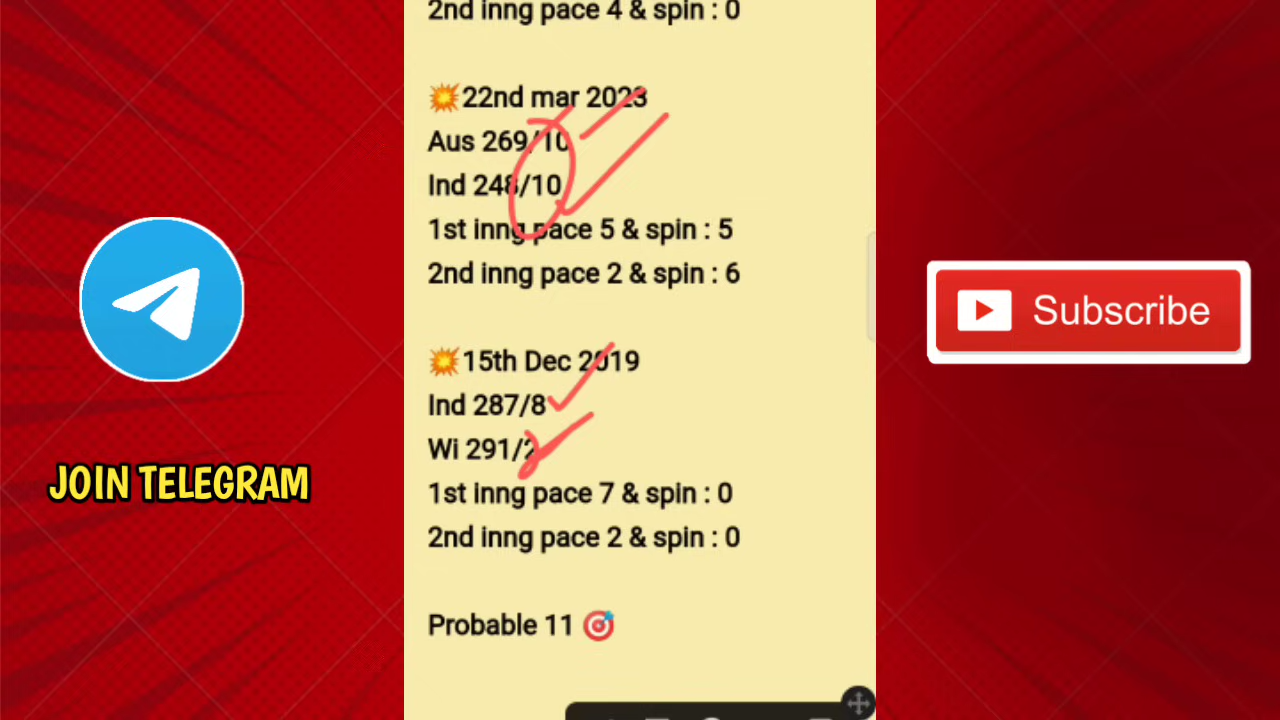 2nd inng pace 4 & spin : 0
💥22nd mar 2023
Aus 269/10
Ind 248/10
1st inng pace 5 & spin : 5
2nd inng pace 2 & spin : 6
💥15th Dec 2019
Ind 287/8
Wi 291/2
1st inng pace 7 & spin : 0
2nd inng pace 2 & spin : 0
Probable 11 🎯
JOIN TELEGRAM
Subscribe